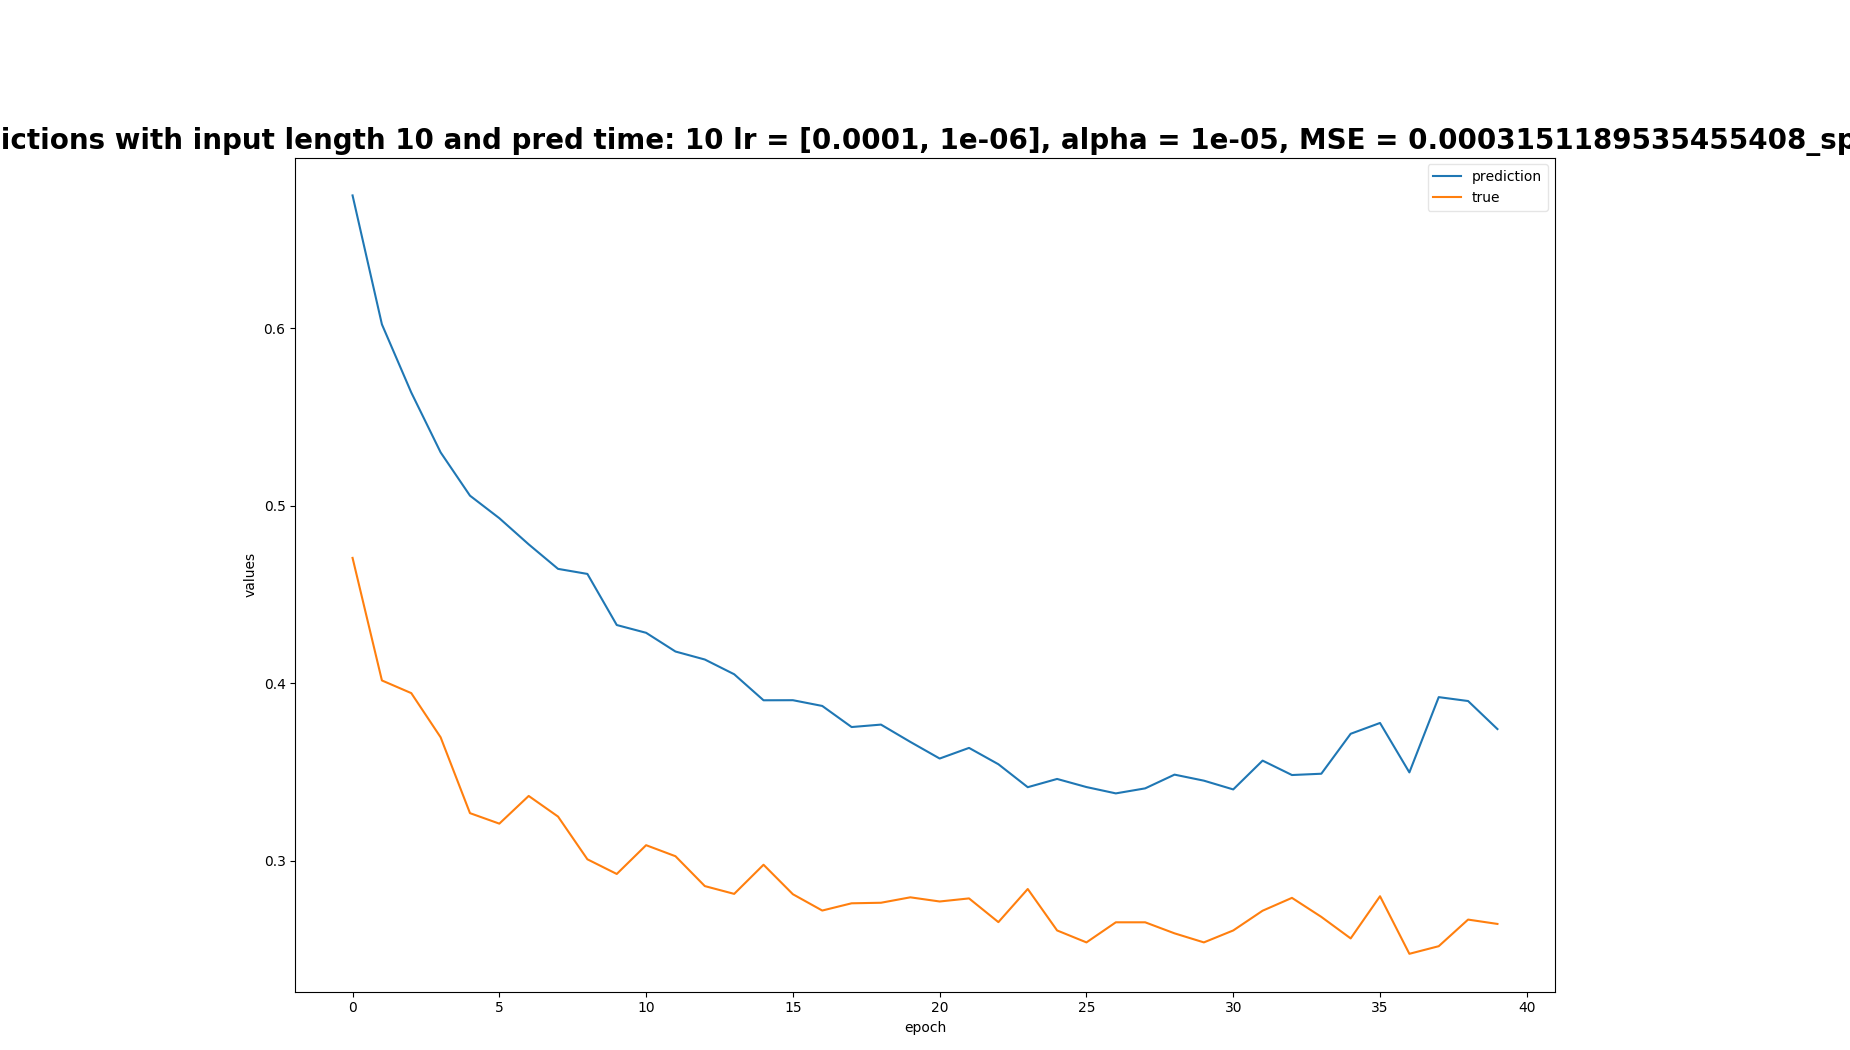 ictions with input length 10 and pred time: 10 lr = [0.0001, 1e-06], alpha = 1e-05, MSE = 0.0003151189535455408_sp
prediction
true
0.6
0.5
0.4
0.3
values
0 5 10 15 20 25 30 35 40
epoch